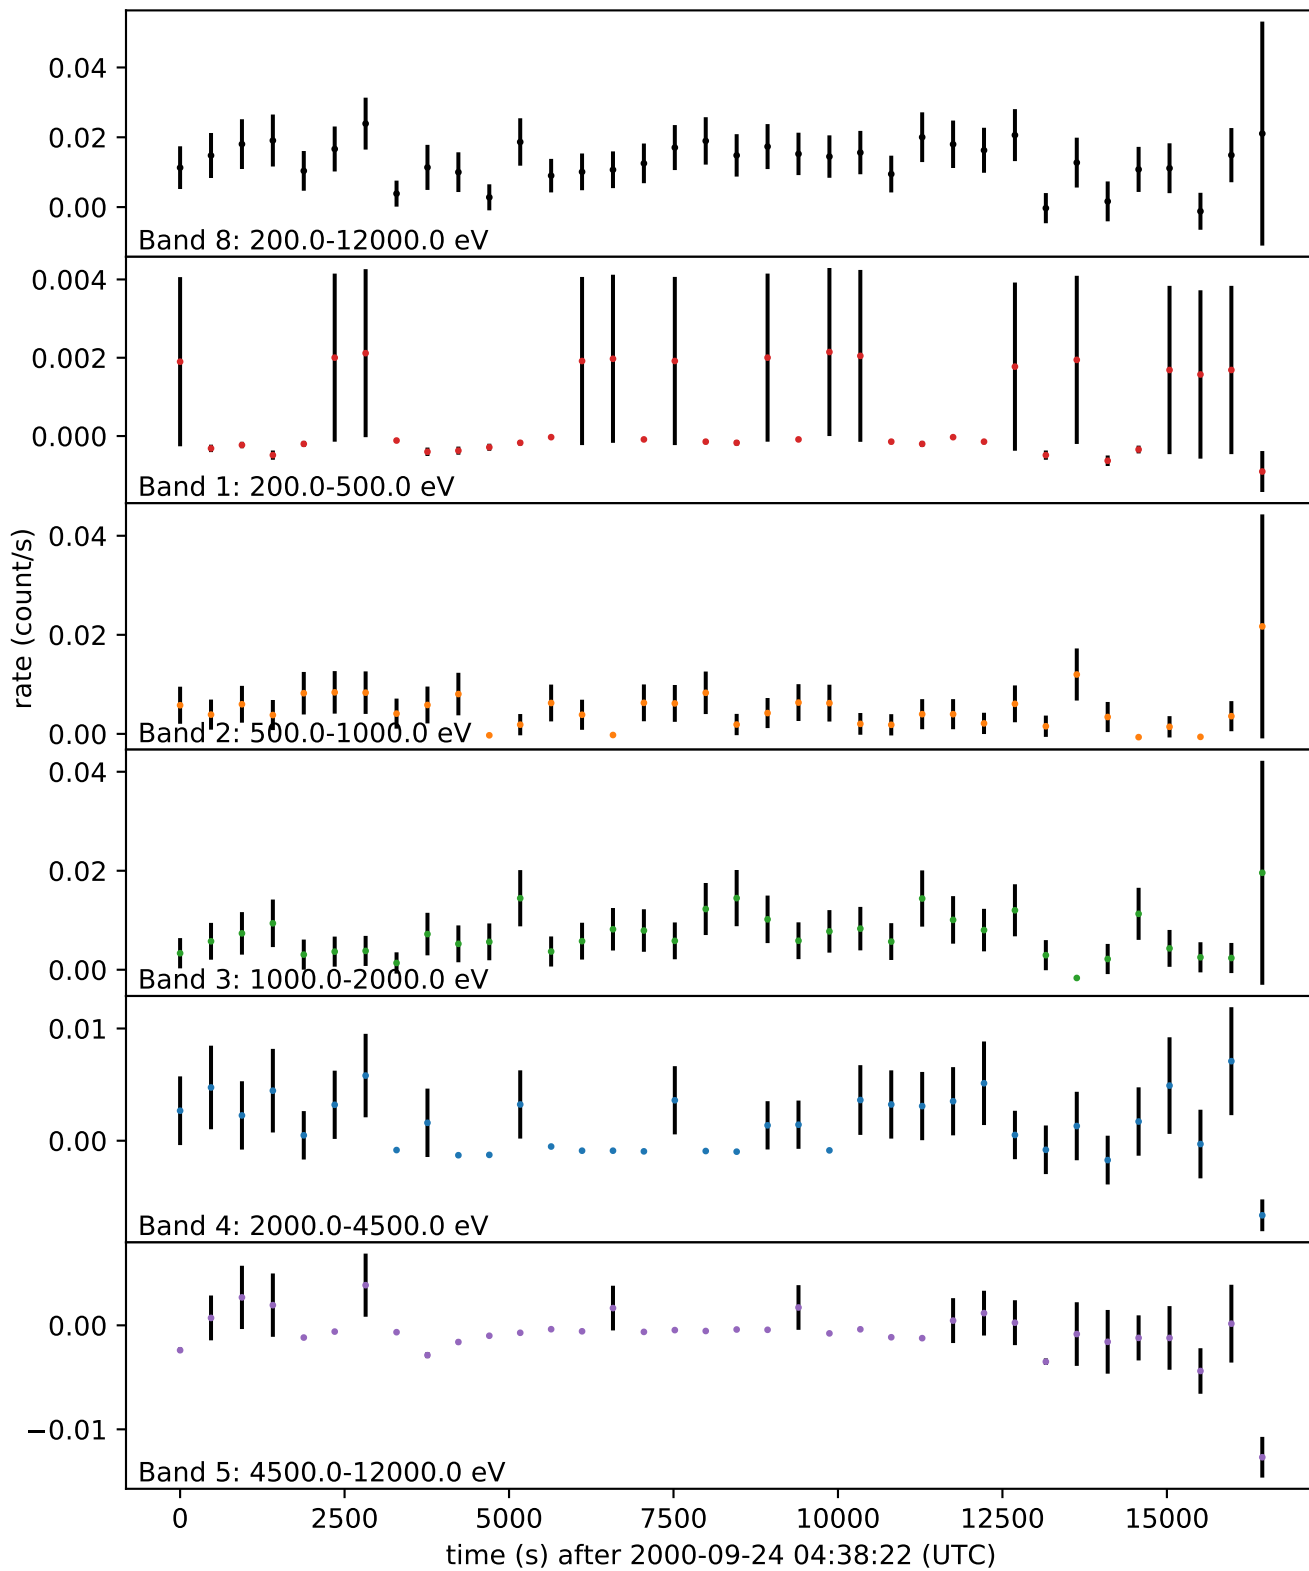 0.04
0.02
0.00
Band 8: 200.0-12000.0 eV
0.004
0.002
0.000
Band 1: 200.0-500.0 eV
rate (count/s)
0.04
0.02
0.00
Band 2: 500.0-1000.0 eV
0.04
0.02
0.00
Band 3: 1000.0-2000.0 eV
0.01
0.00
Band 4: 2000.0-4500.0 eV
0.00
−0.01
Band 5: 4500.0-12000.0 eV
0 2500 5000 7500 10000 12500 15000
time (s) after 2000-09-24 04:38:22 (UTC)